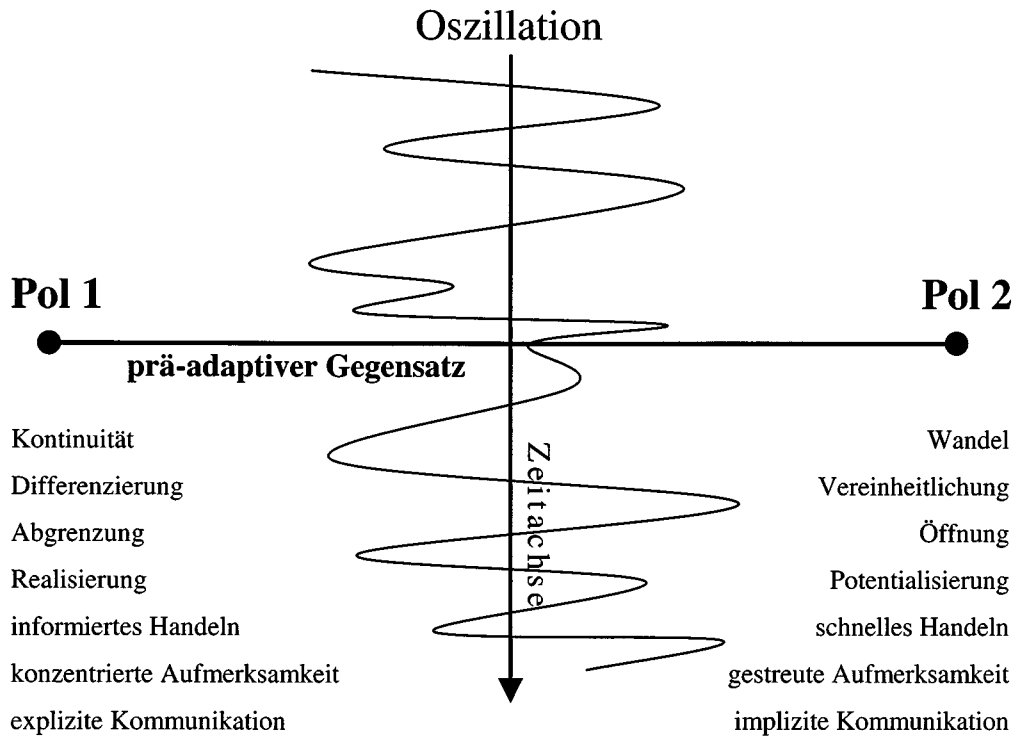 Oszillation
Pol 1
Pol 2
prä-adaptiver Gegensatz
Zeitachse
Kontinuität
Wandel
Differenzierung
Vereinheitlichung
Abgrenzung
Öffnung
Realisierung
Potentialisierung
informiertes Handeln
schnelles Handeln
konzentrierte Aufmerksamkeit
gestreute Aufmerksamkeit
explizite Kommunikation
implizite Kommunikation